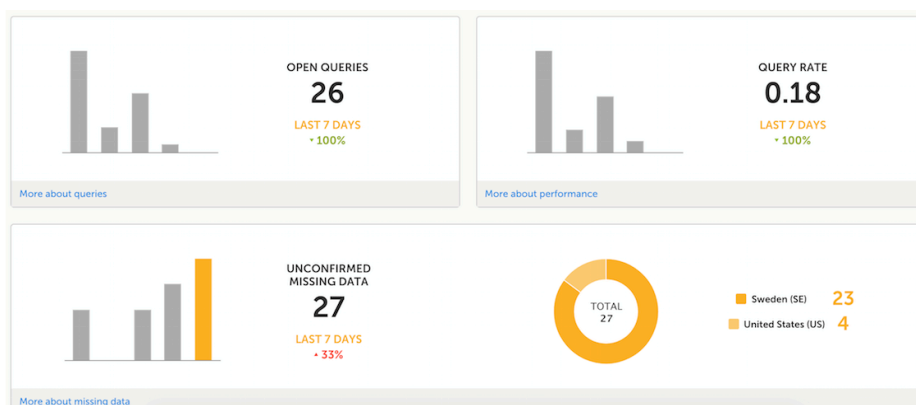 OPEN QUERIES
26
LAST 7 DAYS
▾ 100%
More about queries
QUERY RATE
0.18
LAST 7 DAYS
▾ 100%
More about performance
UNCONFIRMED
MISSING DATA
27
LAST 7 DAYS
▴ 33%
TOTAL
27
Sweden (SE) 23
United States (US) 4
More about missing data